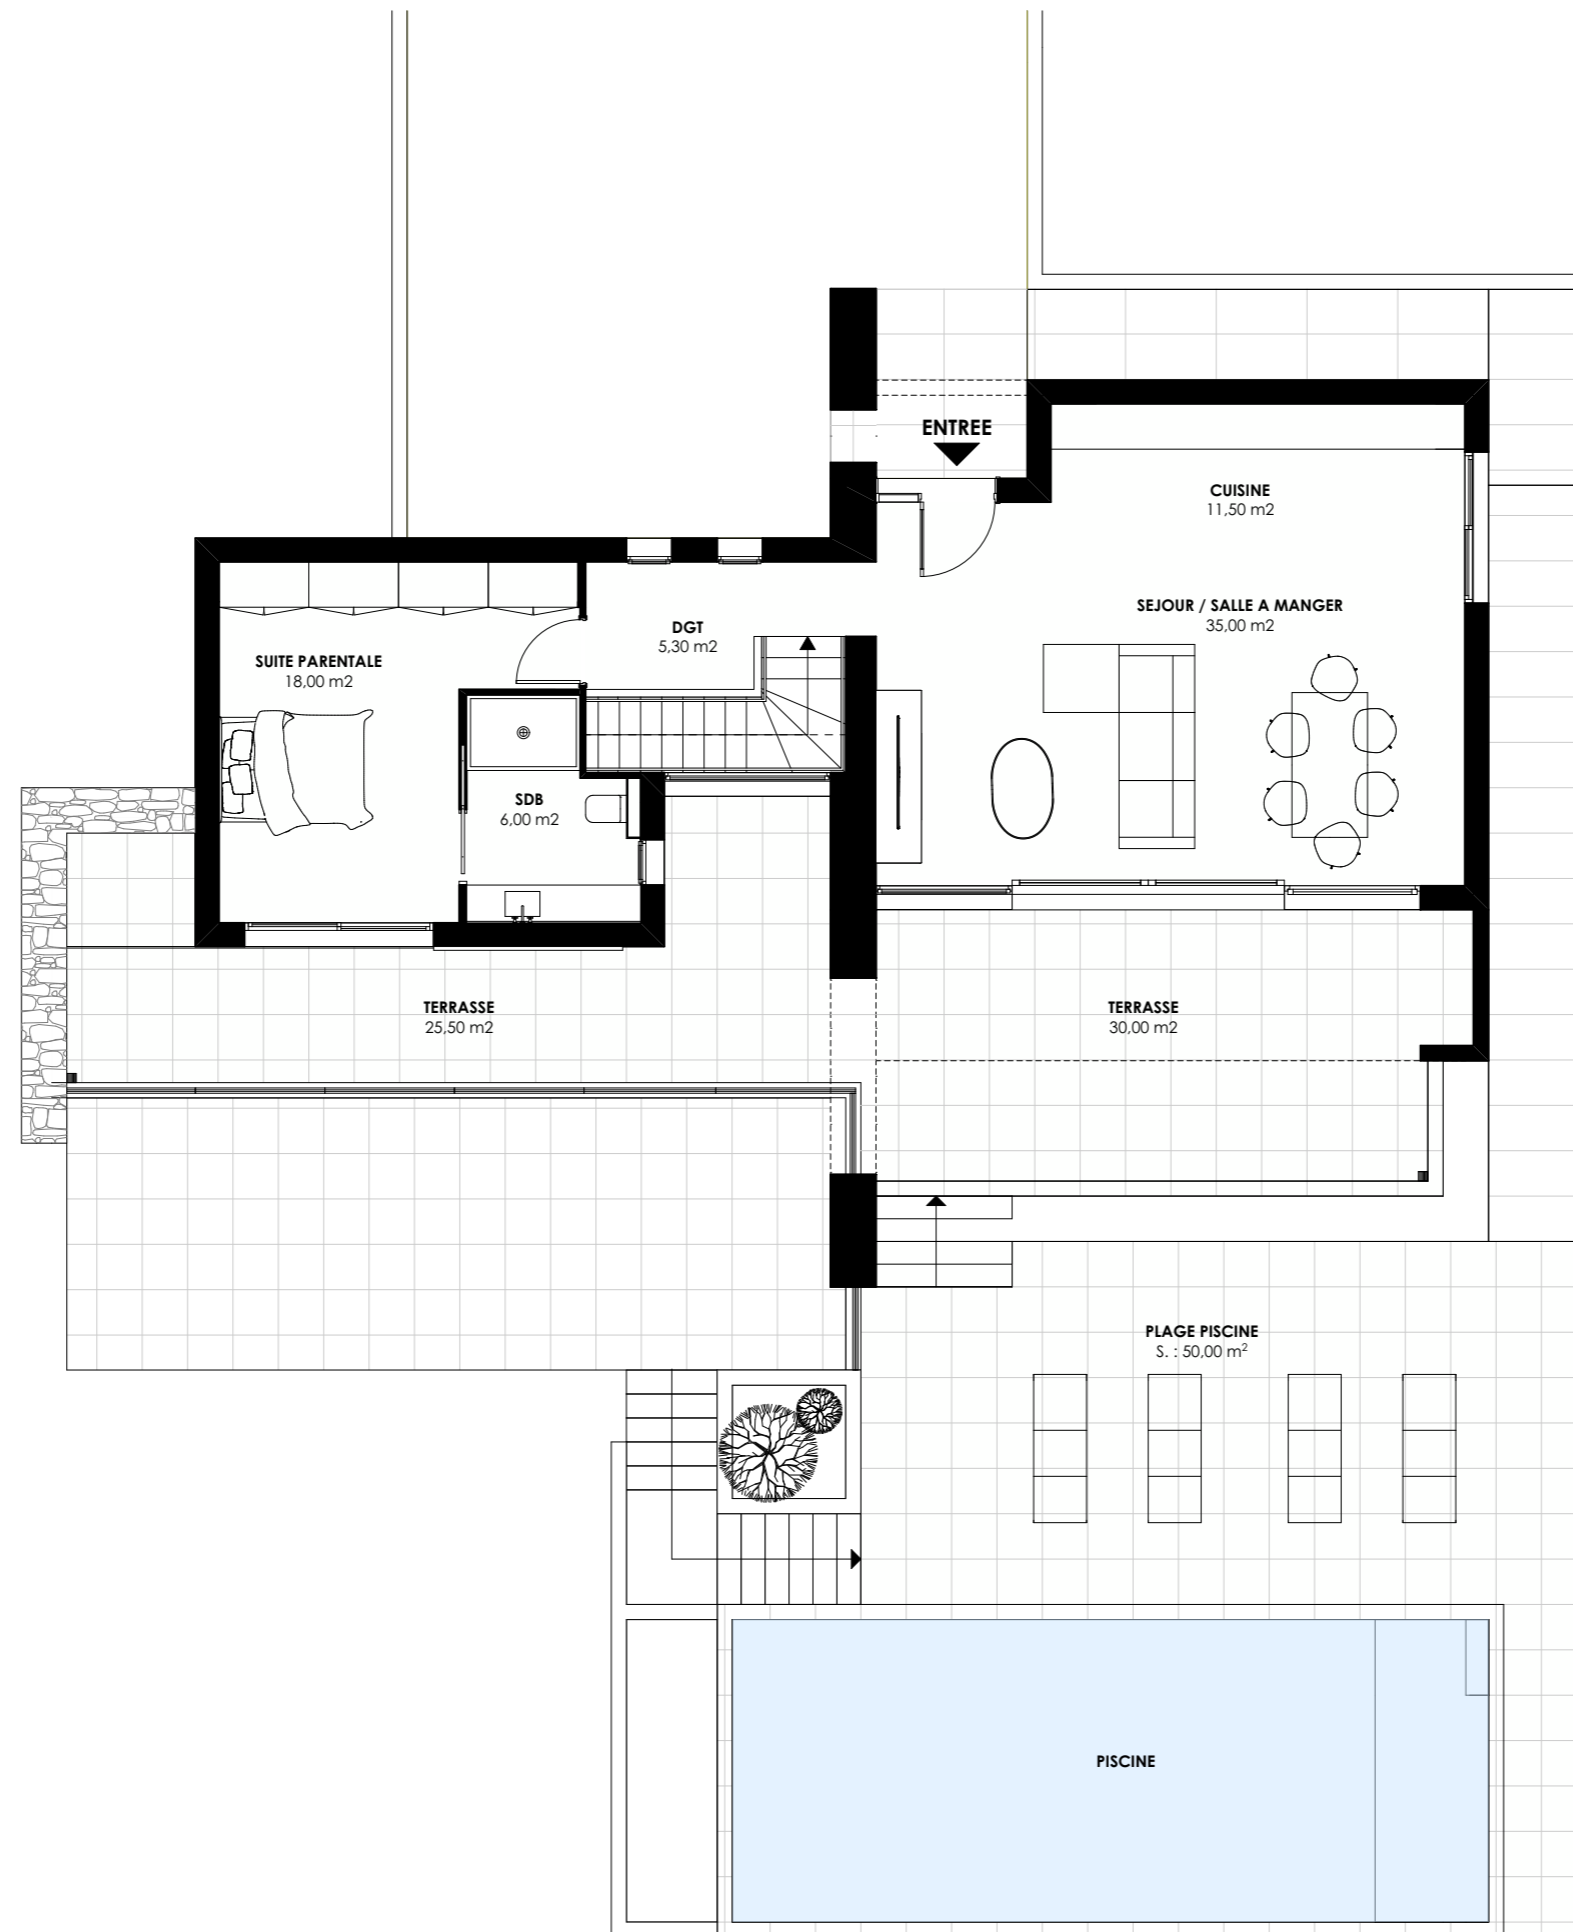 ENTREE
CUISINE
11,50 m2
SEJOUR / SALLE A MANGER
35,00 m2
DGT
5,30 m2
SUITE PARENTALE
18,00 m2
SDB
6,00 m2
TERRASSE
25,50 m2
TERRASSE
30,00 m2
PLAGE PISCINE
S. : 50,00 m²
PISCINE